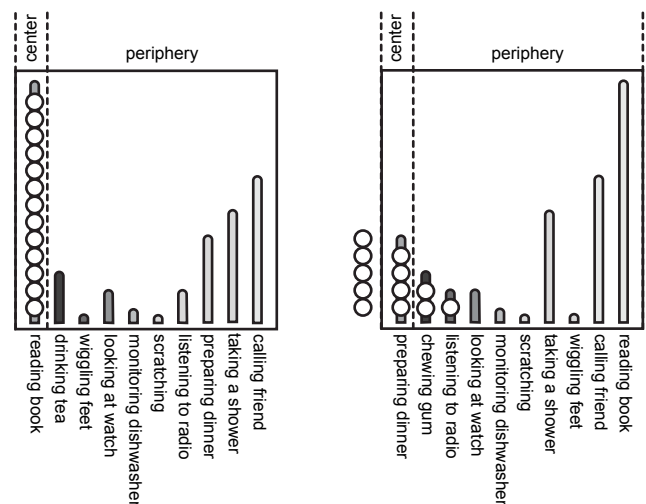 center
periphery
reading book
drinking tea
wiggling feet
looking at watch
monitoring dishwasher
scratching
listening to radio
preparing dinner
taking a shower
calling friend
center
periphery
preparing dinner
chewing gum
listening to radio
looking at watch
monitoring dishwasher
scratching
taking a shower
wiggling feet
calling friend
reading book